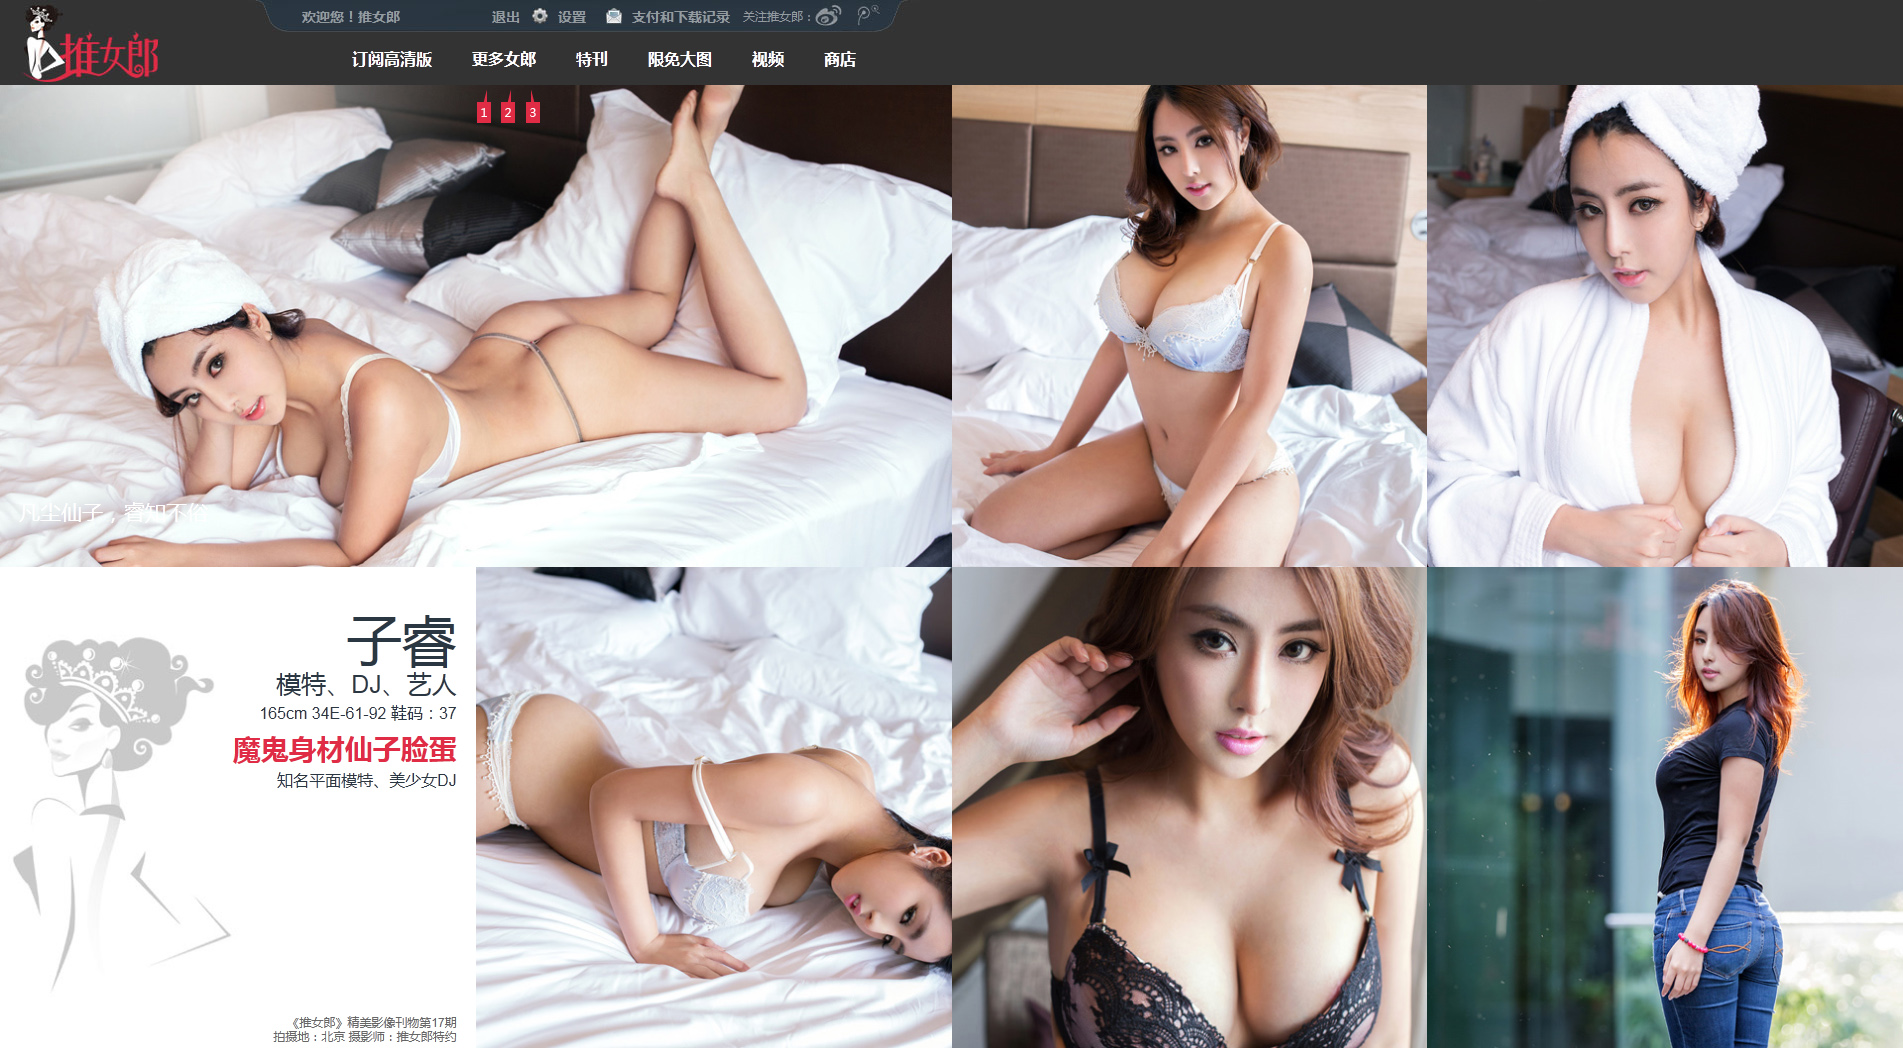 欢迎您！推女郎 退出 设置 支付和下载记录 关注推女郎：
推女郎
订阅高清版 更多女郎 特刊 限免大图 视频 商店
1 2 3
凡尘仙子，睿知不俗
子睿
模特、DJ、艺人
165cm 34E-61-92 鞋码：37
魔鬼身材仙子脸蛋
知名平面模特、美少女DJ
《推女郎》精美影像刊物第17期
拍摄地：北京 摄影师：推女郎特约